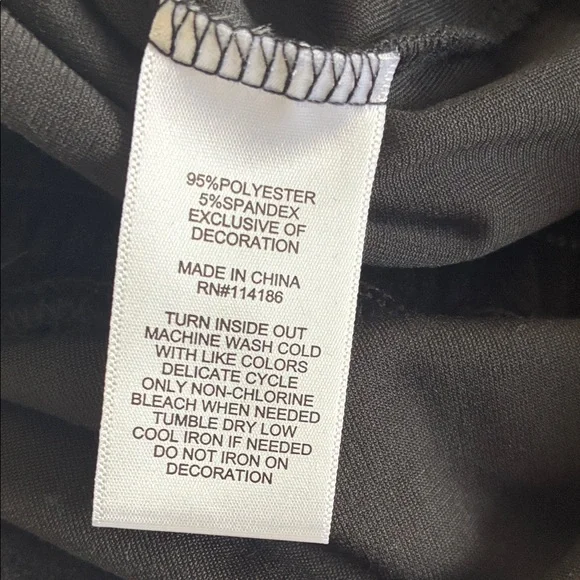 95%POLYESTER
5%SPANDEX
EXCLUSIVE OF
DECORATION
MADE IN CHINA
RN#114186
TURN INSIDE OUT
MACHINE WASH COLD
WITH LIKE COLORS
DELICATE CYCLE
ONLY NON-CHLORINE
BLEACH WHEN NEEDED
TUMBLE DRY LOW
COOL IRON IF NEEDED
DO NOT IRON ON
DECORATION